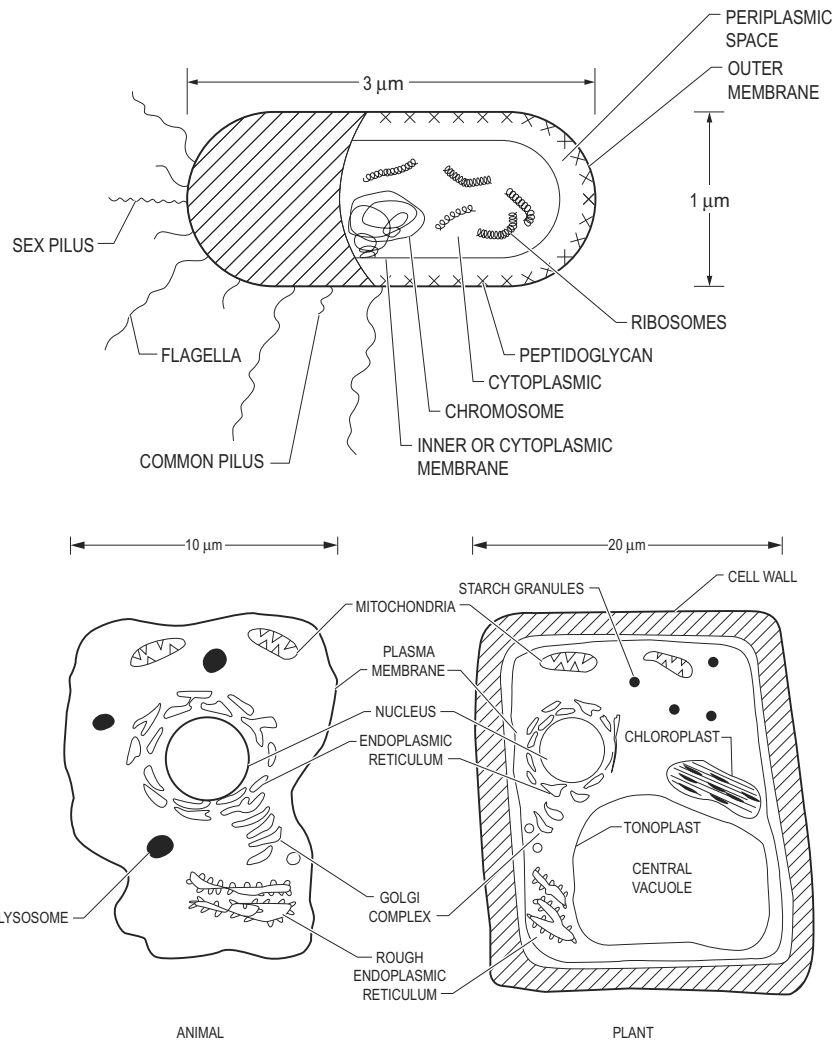 PERIPLASMIC
SPACE
OUTER
MEMBRANE
3 μm
1 μm
SEX PILUS
FLAGELLA
COMMON PILUS
RIBOSOMES
PEPTIDOGLYCAN
CYTOPLASMIC
CHROMOSOME
INNER OR CYTOPLASMIC
MEMBRANE
10 μm
20 μm
CELL WALL
STARCH GRANULES
MITOCHONDRIA
PLASMA
MEMBRANE
NUCLEUS
ENDOPLASMIC
RETICULUM
CHLOROPLAST
TONOPLAST
CENTRAL
VACUOLE
GOLGI
COMPLEX
LYSOSOME
ROUGH
ENDOPLASMIC
RETICULUM
ANIMAL
PLANT